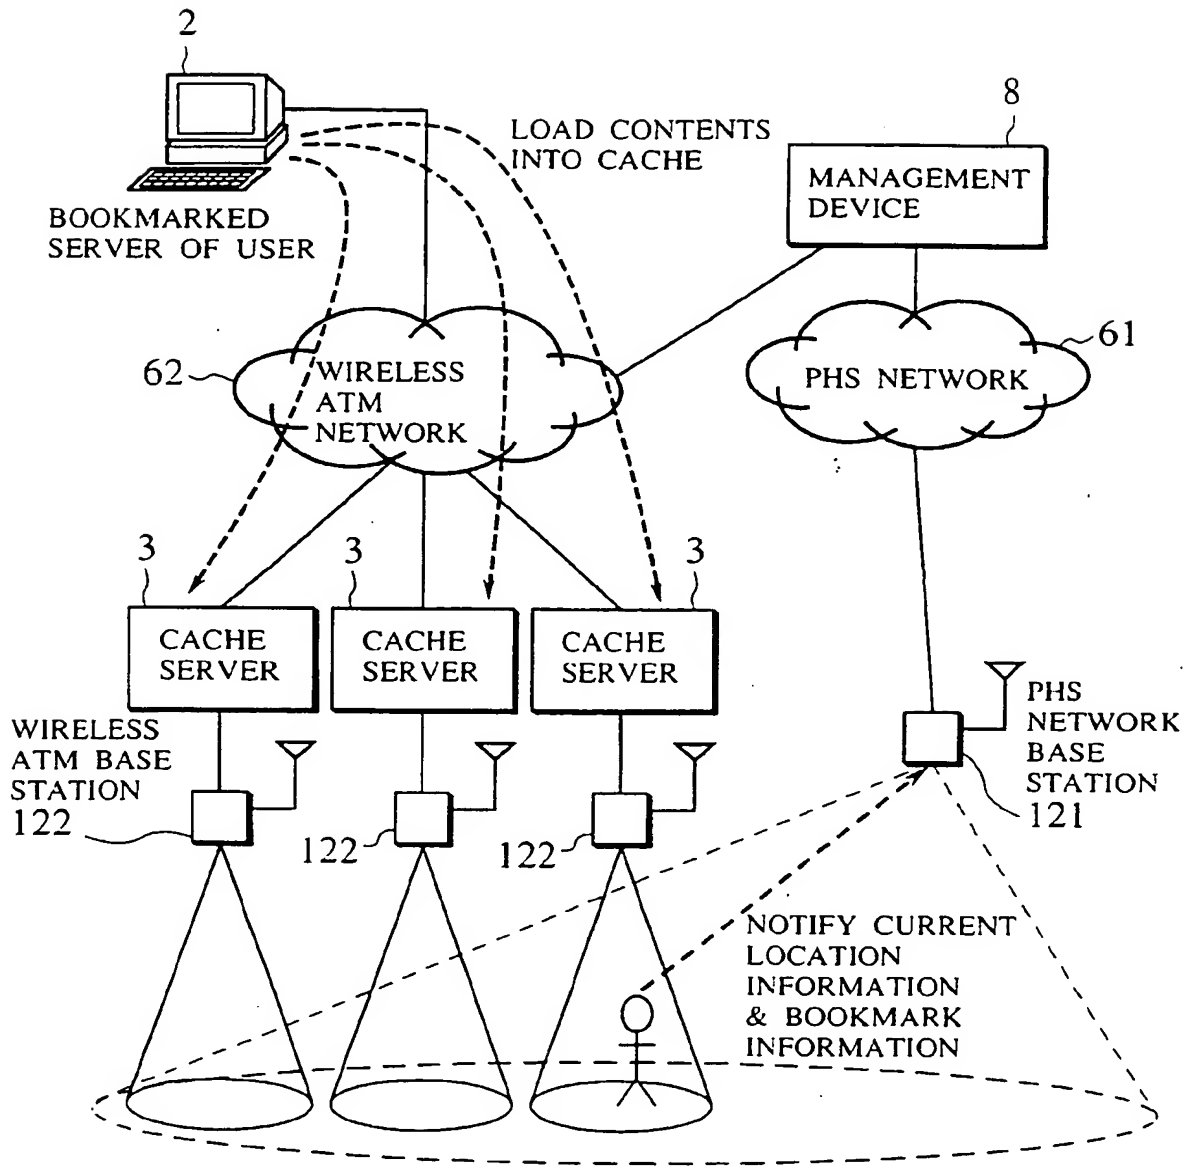 2
LOAD CONTENTS
INTO CACHE
8
MANAGEMENT
DEVICE
BOOKMARKED
SERVER OF USER
62
WIRELESS
ATM
NETWORK
61
PHS NETWORK
3
3
3
CACHE
SERVER
CACHE
SERVER
CACHE
SERVER
WIRELESS
ATM BASE
STATION
122
122
122
PHS
NETWORK
BASE
STATION
121
NOTIFY CURRENT
LOCATION
INFORMATION
& BOOKMARK
INFORMATION